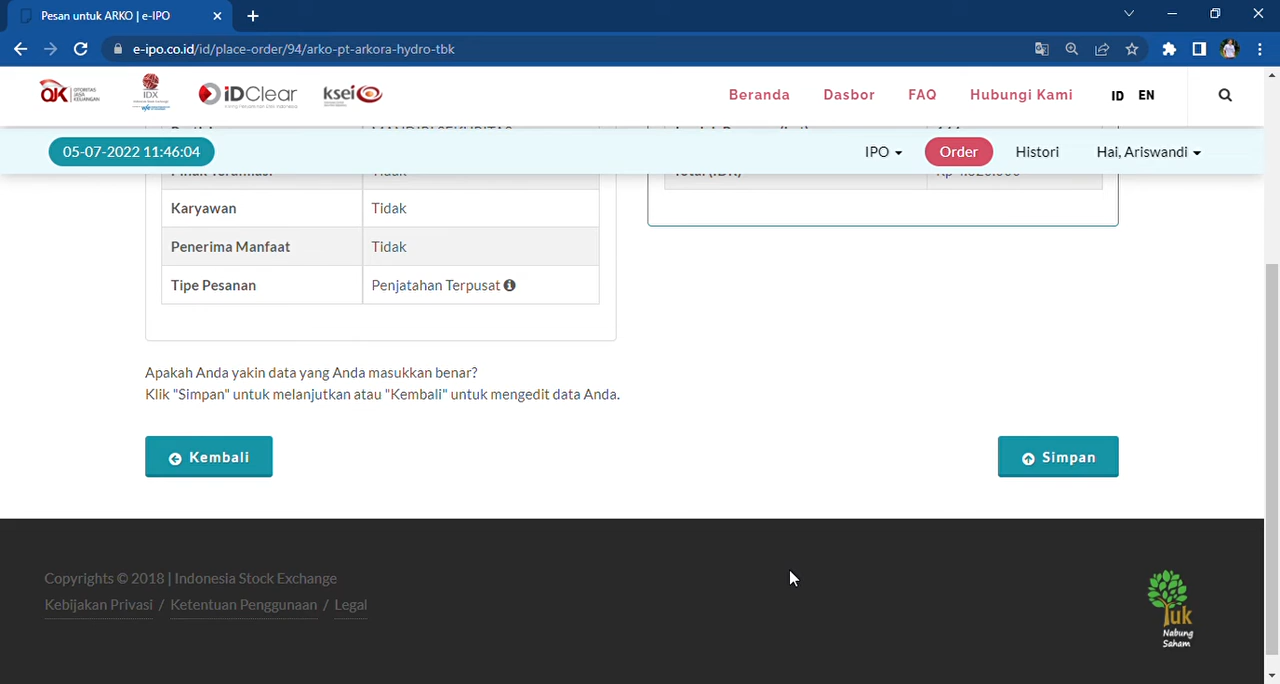 Pesan untuk ARKO | e-IPO
e-ipo.co.id/id/place-order/94/arko-pt-arkora-hydro-tbk
OTORITAS JASA KEUANGAN
IDX
iDClear
ksei
Beranda Dasbor FAQ Hubungi Kami ID EN
05-07-2022 11:46:04 IPO Order Histori Hai, Ariswandi
Karyawan Tidak
Penerima Manfaat Tidak
Tipe Pesanan Penjatahan Terpusat
Apakah Anda yakin data yang Anda masukkan benar?
Klik "Simpan" untuk melanjutkan atau "Kembali" untuk mengedit data Anda.
Kembali Simpan
Copyrights © 2018 | Indonesia Stock Exchange
Kebijakan Privasi / Ketentuan Penggunaan / Legal
Yuk
Nabung
Saham